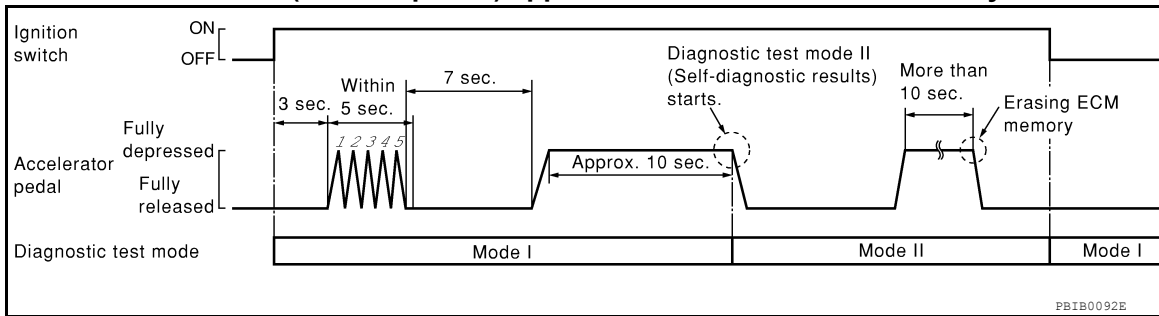 Ignition switch
ON
OFF
Diagnostic test mode II
(Self-diagnostic results)
starts.
3 sec.
Within
5 sec.
7 sec.
More than
10 sec.
Erasing ECM
memory
1 2 3 4 5
Accelerator pedal
Fully
depressed
Fully
released
Approx. 10 sec.
Diagnostic test mode
Mode I
Mode II
Mode I
PBIB0092E